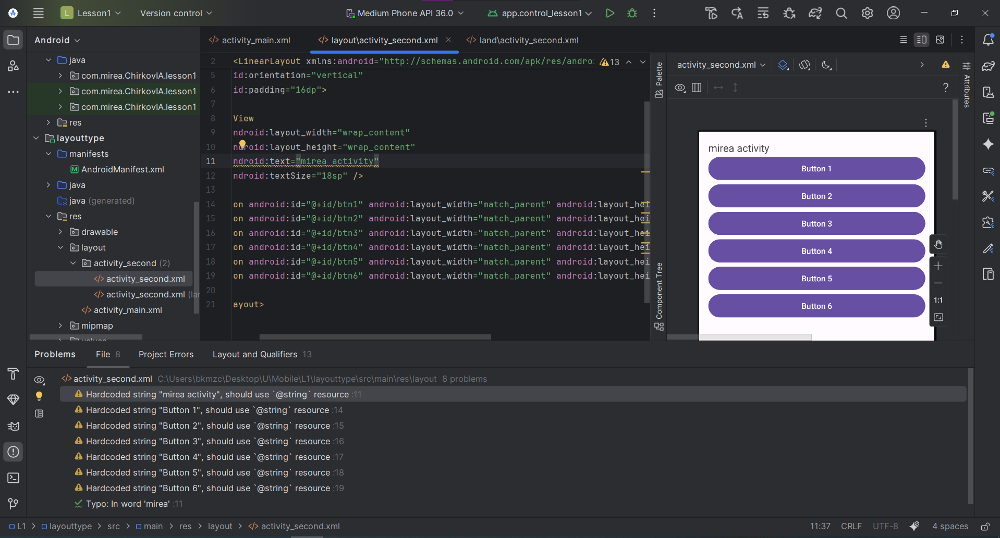 L Lesson1 Version control Medium Phone API 36.0 app.control_lesson1
Android
activity_main.xml layout\activity_second.xml land\activity_second.xml
java
com.mirea.ChirkovIA.lesson1
com.mirea.ChirkovIA.lesson1
com.mirea.ChirkovIA.lesson1
res
layouttype
manifests
AndroidManifest.xml
java
java (generated)
res
drawable
layout
activity_second (2)
activity_second.xml
activity_second.xml (lan
activity_main.xml
mipmap
values
2 <LinearLayout xmlns:android="http://schemas.android.com/apk/res/androi 13
5 id:orientation="vertical"
6 id:padding="16dp">
7
8 View
9 ndroid:layout_width="wrap_content"
10 ndroid:layout_height="wrap_content"
11 ndroid:text="mirea activity"
12 ndroid:textSize="18sp" />
13
14 on android:id="@+id/btn1" android:layout_width="match_parent" android:layout_hei
15 on android:id="@+id/btn2" android:layout_width="match_parent" android:layout_hei
16 on android:id="@+id/btn3" android:layout_width="match_parent" android:layout_hei
17 on android:id="@+id/btn4" android:layout_width="match_parent" android:layout_hei
18 on android:id="@+id/btn5" android:layout_width="match_parent" android:layout_hei
19 on android:id="@+id/btn6" android:layout_width="match_parent" android:layout_hei
20
21 ayout>
Palette
Component Tree
activity_second.xml
?
Attributes
mirea activity
Button 1
Button 2
Button 3
Button 4
Button 5
Button 6
1:1
Problems File 8 Project Errors Layout and Qualifiers 13
activity_second.xml C:\Users\bkmzc\Desktop\U\Mobile\L1\layouttype\src\main\res\layout 8 problems
Hardcoded string "mirea activity", should use `@string` resource :11
Hardcoded string "Button 1", should use `@string` resource :14
Hardcoded string "Button 2", should use `@string` resource :15
Hardcoded string "Button 3", should use `@string` resource :16
Hardcoded string "Button 4", should use `@string` resource :17
Hardcoded string "Button 5", should use `@string` resource :18
Hardcoded string "Button 6", should use `@string` resource :19
Typo: In word 'mirea' :11
L1 > layouttype > src > main > res > layout > activity_second.xml 11:37 CRLF UTF-8 4 spaces